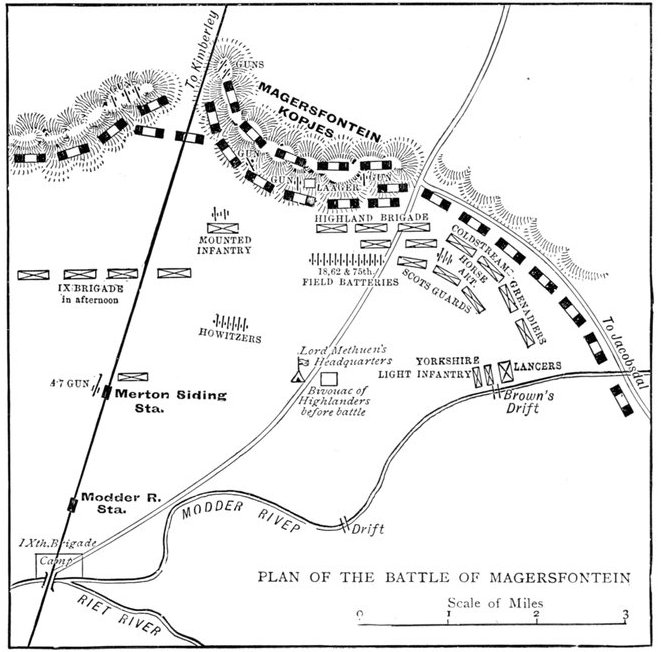 To Kimberley
GUNS
GUNS
MAGERSFONTEIN
KOPJES
GUN
GUN
LAAGER
GUN
HIGHLAND BRIGADE
MOUNTED
INFANTRY
18, 62 & 75th.
FIELD BATTERIES
COLDSTREAM
GRENADIERS
HORSE
ART.
SCOTS GUARDS
IX BRIGADE
in afternoon
HOWITZERS
To Jacobsdal
Lord Methuen's
Headquarters
YORKSHIRE
LIGHT INFANTRY
LANCERS
4·7 GUN
Merton Siding
Sta.
Bivouac of
Highlanders
before battle
Brown's
Drift
Modder R.
Sta.
MODDER RIVER
Drift
IXth. Brigade
Camp
RIET RIVER
PLAN OF THE BATTLE OF MAGERSFONTEIN
Scale of Miles
0 1 2 3